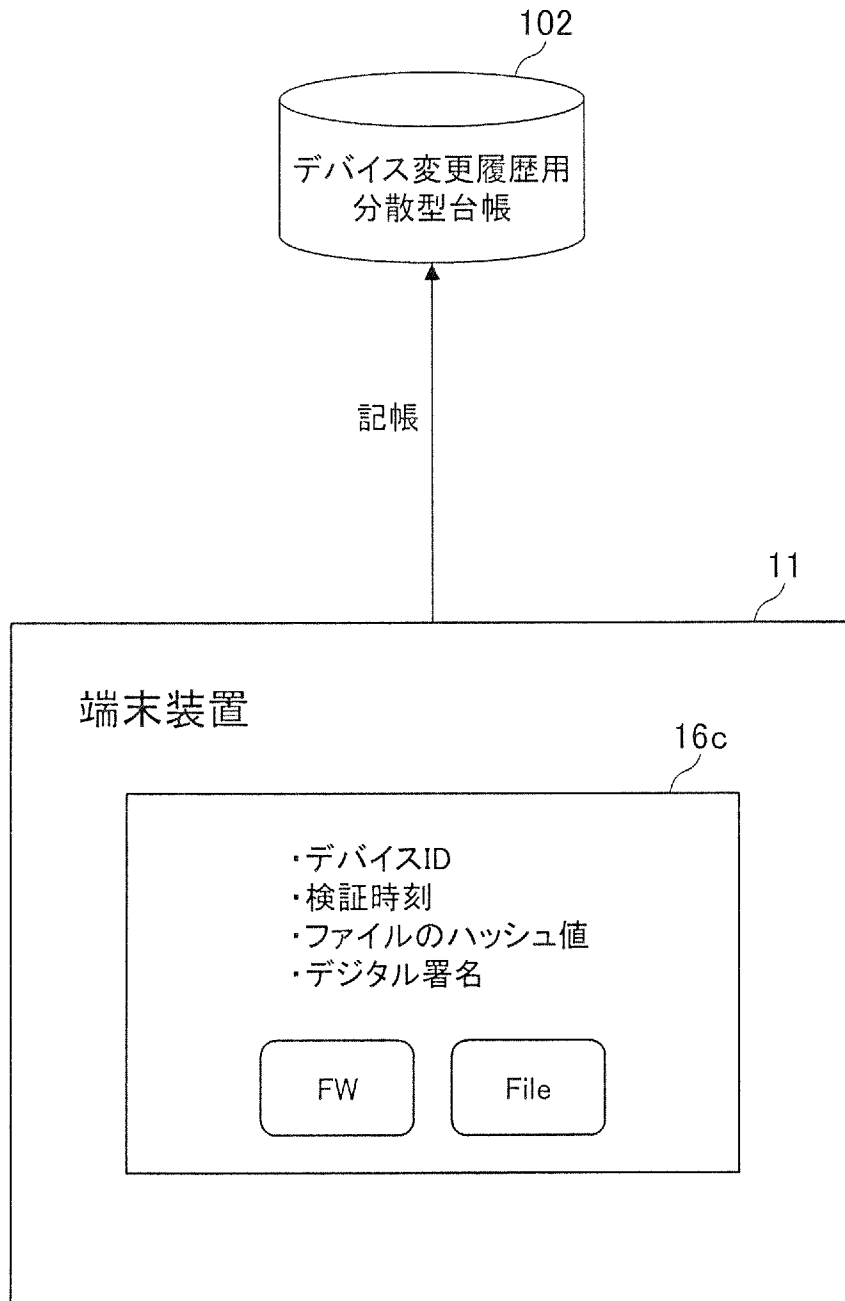 102
デバイス変更履歴用
分散型台帳
記帳
11
端末装置
16c
・デバイスID
・検証時刻
・ファイルのハッシュ値
・デジタル署名
FW
File